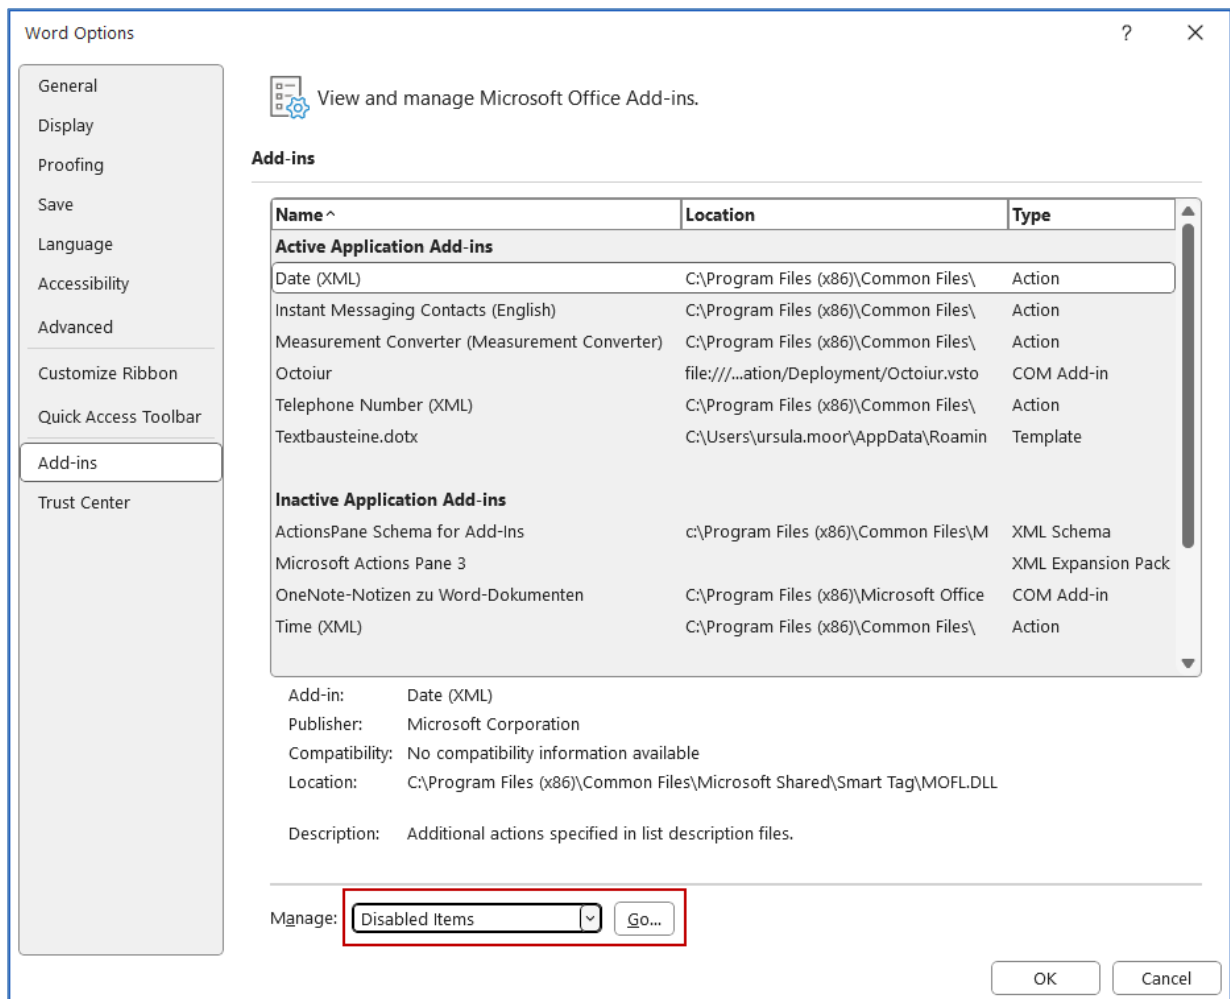 Word Options ?
General
Display
Proofing
Save
Language
Accessibility
Advanced
Customize Ribbon
Quick Access Toolbar
Add-ins
Trust Center
View and manage Microsoft Office Add-ins.
Add-ins
Name Location Type
Active Application Add-ins
Date (XML) C:\Program Files (x86)\Common Files\ Action
Instant Messaging Contacts (English) C:\Program Files (x86)\Common Files\ Action
Measurement Converter (Measurement Converter) C:\Program Files (x86)\Common Files\ Action
Octoiur file:///...ation/Deployment/Octoiur.vsto COM Add-in
Telephone Number (XML) C:\Program Files (x86)\Common Files\ Action
Textbausteine.dotx C:\Users\ursula.moor\AppData\Roamin Template
Inactive Application Add-ins
ActionsPane Schema for Add-Ins c:\Program Files (x86)\Common Files\M XML Schema
Microsoft Actions Pane 3 XML Expansion Pack
OneNote-Notizen zu Word-Dokumenten C:\Program Files (x86)\Microsoft Office COM Add-in
Time (XML) C:\Program Files (x86)\Common Files\ Action
Add-in: Date (XML)
Publisher: Microsoft Corporation
Compatibility: No compatibility information available
Location: C:\Program Files (x86)\Common Files\Microsoft Shared\Smart Tag\MOFL.DLL
Description: Additional actions specified in list description files.
Manage: Disabled Items Go...
OK Cancel